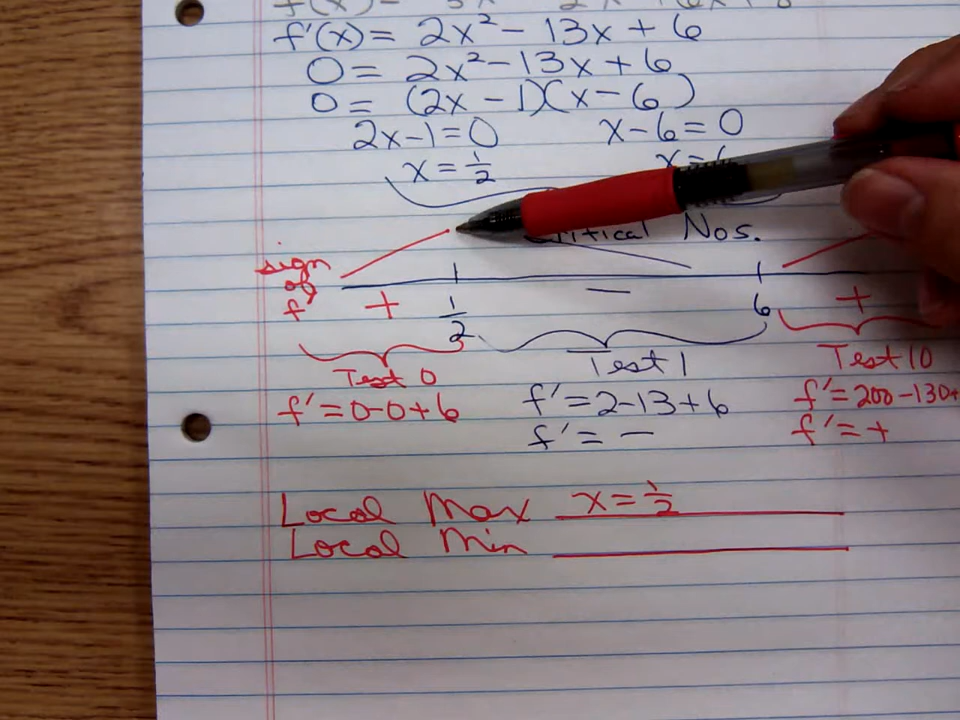 f'(x) = 2x² - 13x + 6
0 = 2x² - 13x + 6
0 = (2x - 1)(x - 6)
2x - 1 = 0 x - 6 = 0
x = 1/2 x =
Nos.
sign
of
f'
+ 1/2 — 6 +
Test 0 Test 1 Test 10
f' = 0-0+6 f' = 2-13+6 f' = 200-130+
f' = — f' = +
Local Max x = 1/2
Local Min